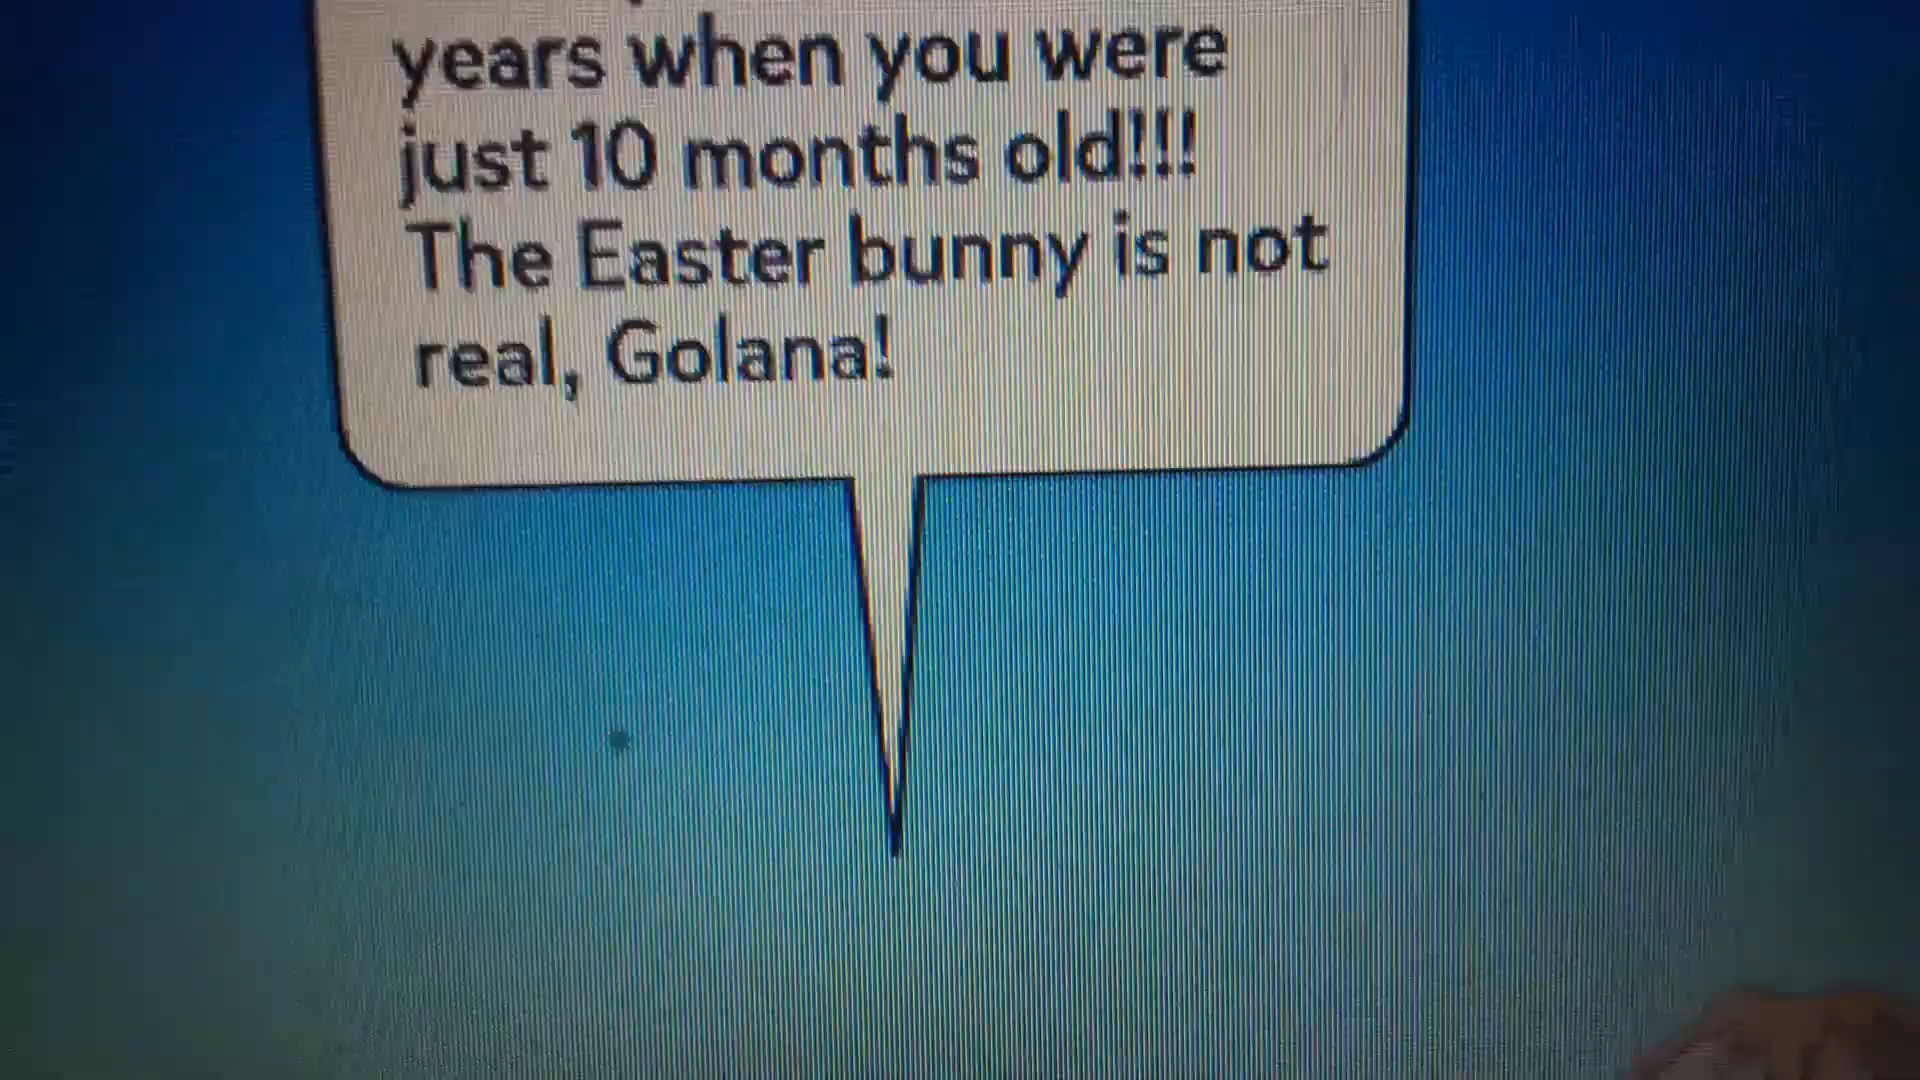 years when you were
just 10 months old!!!
The Easter bunny is not
real, Golana!